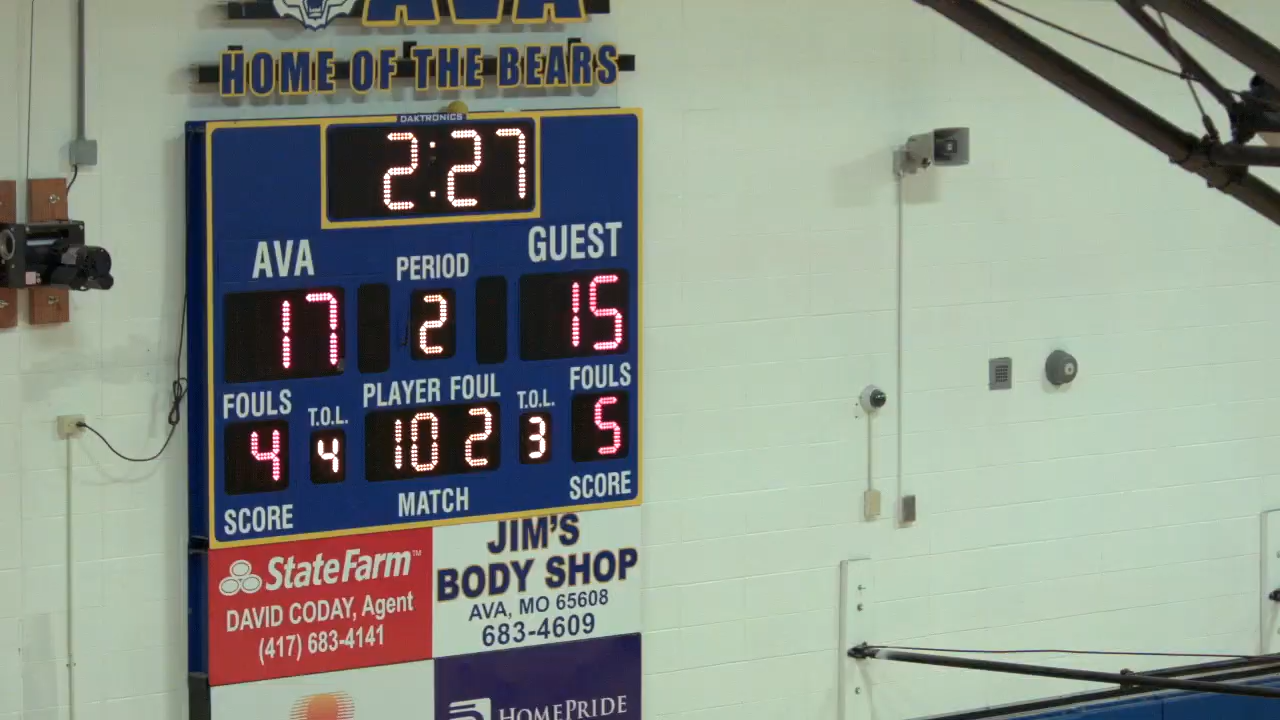 AVA
HOME OF THE BEARS
DAKTRONICS
2:27
AVA
PERIOD
GUEST
17
2
15
FOULS
T.O.L.
PLAYER FOUL
T.O.L.
FOULS
4
4
10 2
3
5
SCORE
MATCH
SCORE
StateFarm™
DAVID CODAY, Agent
(417) 683-4141
JIM'S
BODY SHOP
AVA, MO 65608
683-4609
HOMEPRIDE